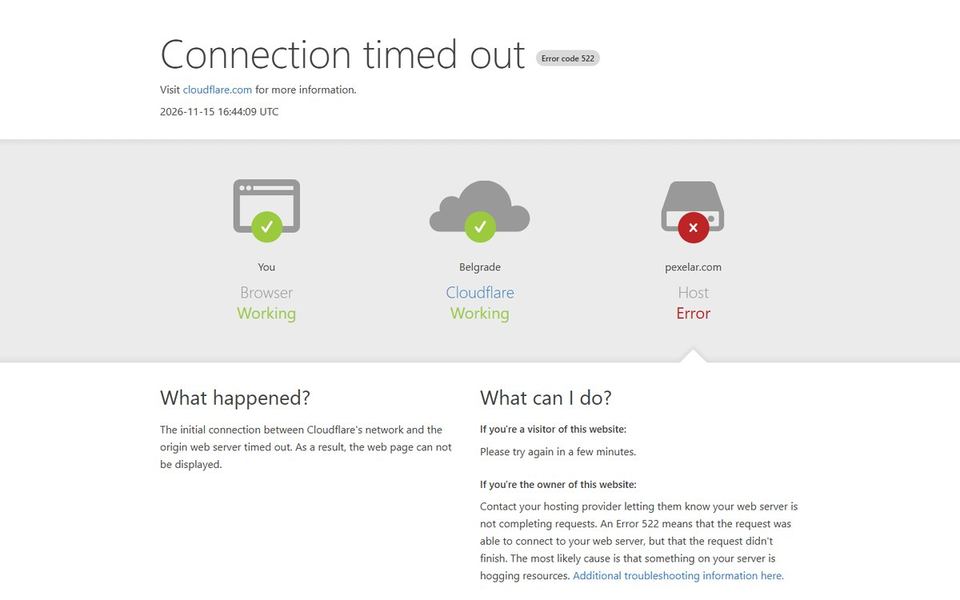 Connection timed out Error code 522
Visit cloudflare.com for more information.
2026-11-15 16:44:09 UTC
You
Browser
Working
Belgrade
Cloudflare
Working
pexelar.com
Host
Error
What happened?
The initial connection between Cloudflare's network and the
origin web server timed out. As a result, the web page can not
be displayed.
What can I do?
If you're a visitor of this website:
Please try again in a few minutes.
If you're the owner of this website:
Contact your hosting provider letting them know your web server is
not completing requests. An Error 522 means that the request was
able to connect to your web server, but that the request didn't
finish. The most likely cause is that something on your server is
hogging resources. Additional troubleshooting information here.